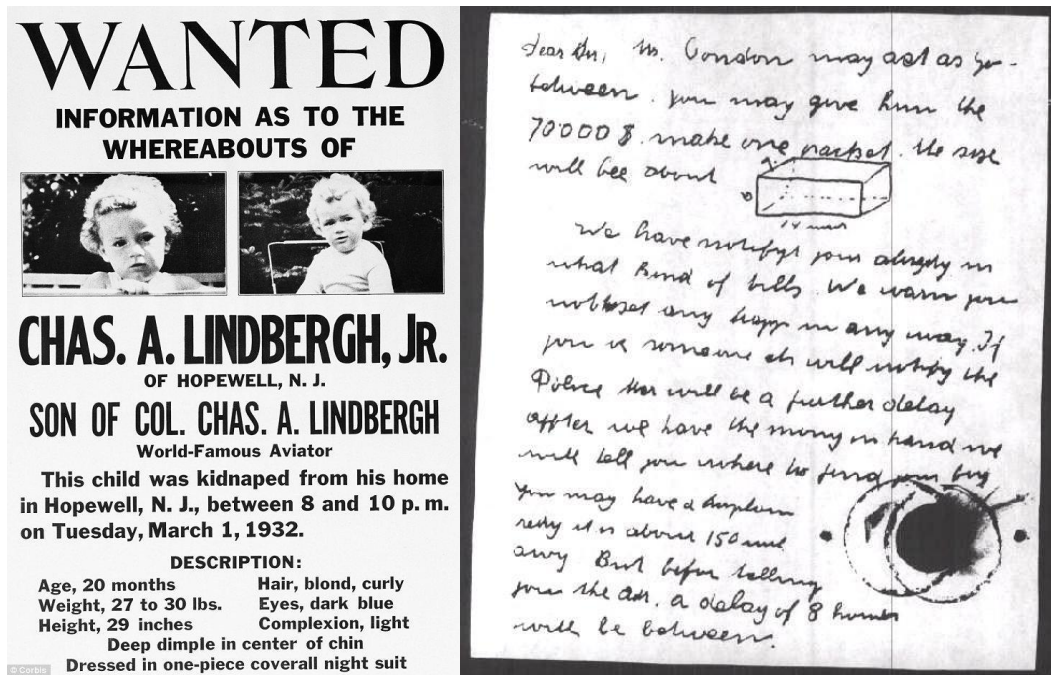 WANTED
INFORMATION AS TO THE
WHEREABOUTS OF
CHAS. A. LINDBERGH, JR.
OF HOPEWELL, N. J.
SON OF COL. CHAS. A. LINDBERGH
World-Famous Aviator
This child was kidnaped from his home
in Hopewell, N. J., between 8 and 10 p. m.
on Tuesday, March 1, 1932.
DESCRIPTION:
Age, 20 months Hair, blond, curly
Weight, 27 to 30 lbs. Eyes, dark blue
Height, 29 inches Complexion, light
Deep dimple in center of chin
Dressed in one-piece coverall night suit
© Corbis
dear Sir, Mr. Condon may act as go-
between. you may give him the
70000 $. make one packet. the size
will bee about
14
We have notifyt your already in
what kind of bills. We warn you
not to set any trapp in any way. If
you or someone els will notify the
Police ther will be a further delay
affter we have the mony in hand we
will tell you where to find your boy
You may have a airplain
redy it is about 150 mile
away But befor telling
you the adr. a delay of 8 houers
will be between.